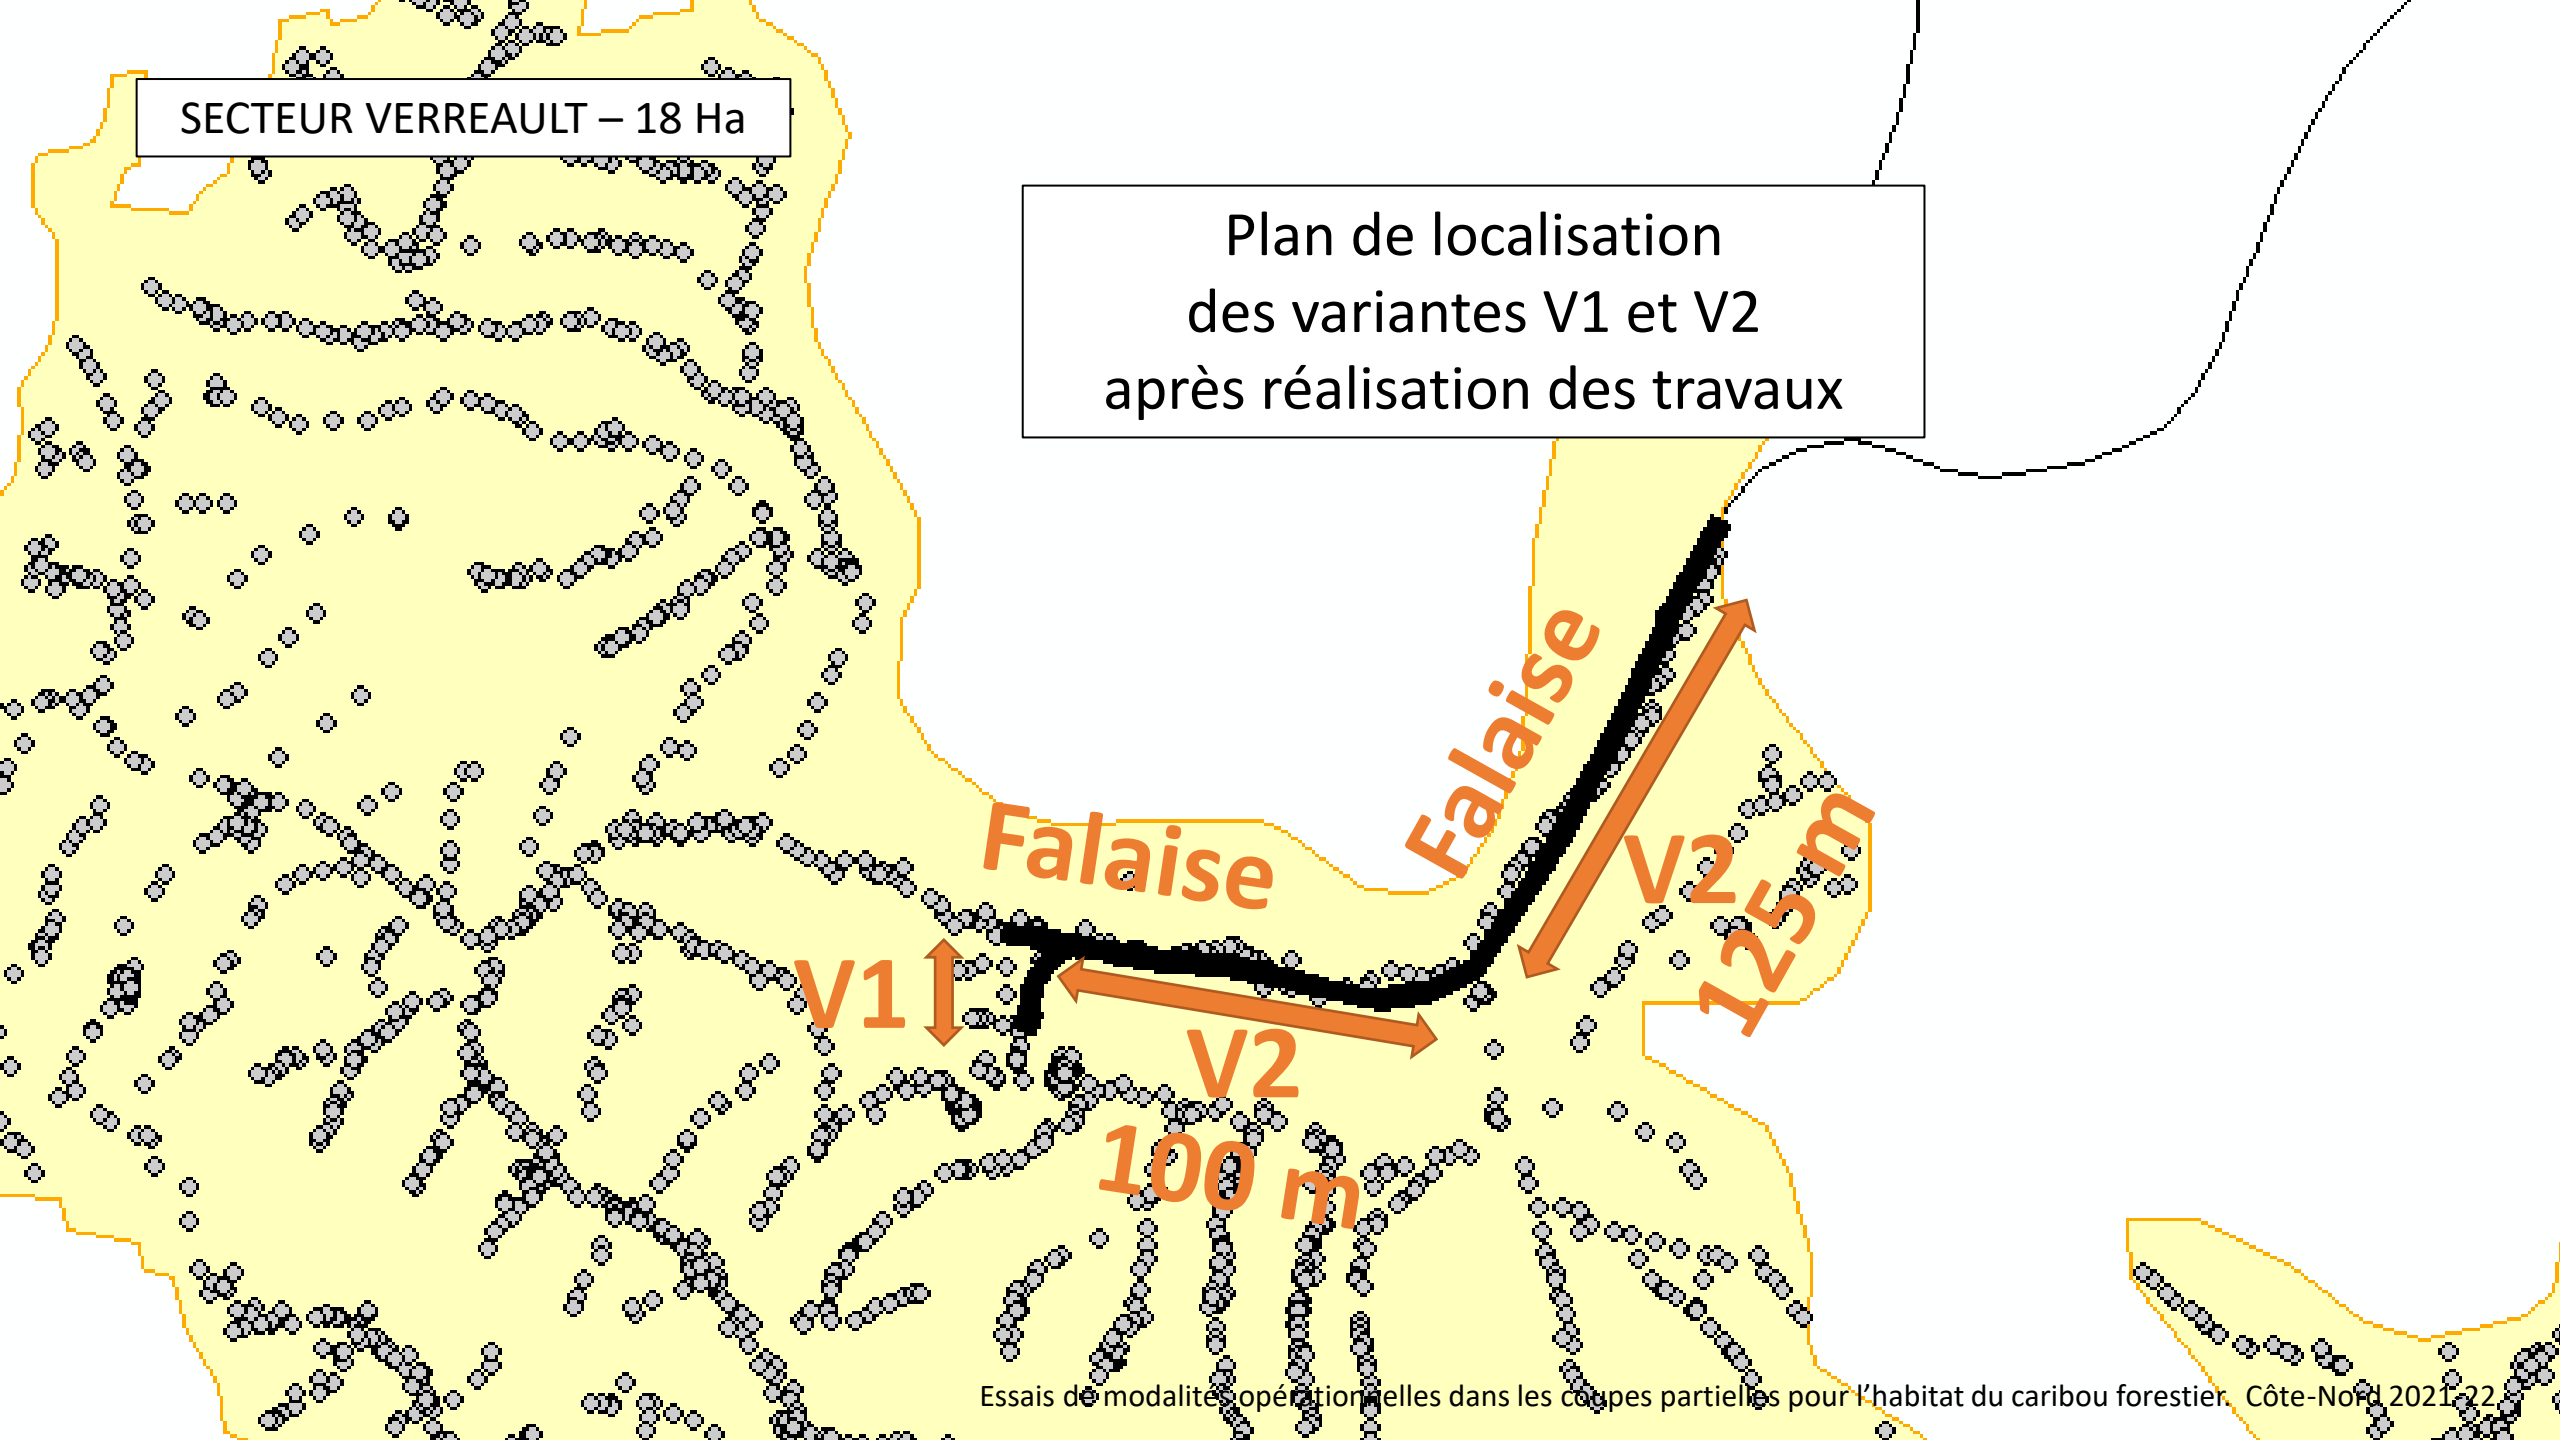 SECTEUR VERREAULT – 18 Ha
Plan de localisation
des variantes V1 et V2
après réalisation des travaux
Falaise
Falaise
V2
125 m
V1
V2
100 m
Essais de modalités opérationnelles dans les coupes partielles pour l’habitat du caribou forestier.  Côte-Nord 2021-22.